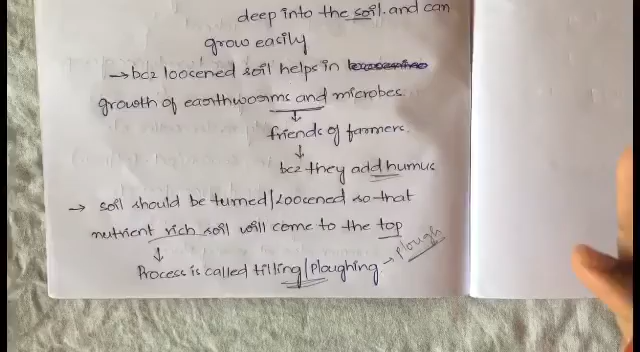 deep into the soil. and can
grow easily
→ bcz loosened soil helps in
growth of earthworms and microbes
↓
friends of farmers.
↓
bcz they add humus
→ soil should be turned/loosened so that
nutrient rich soil will come to the top
↓
Process is called tilling/Ploughing → Plough